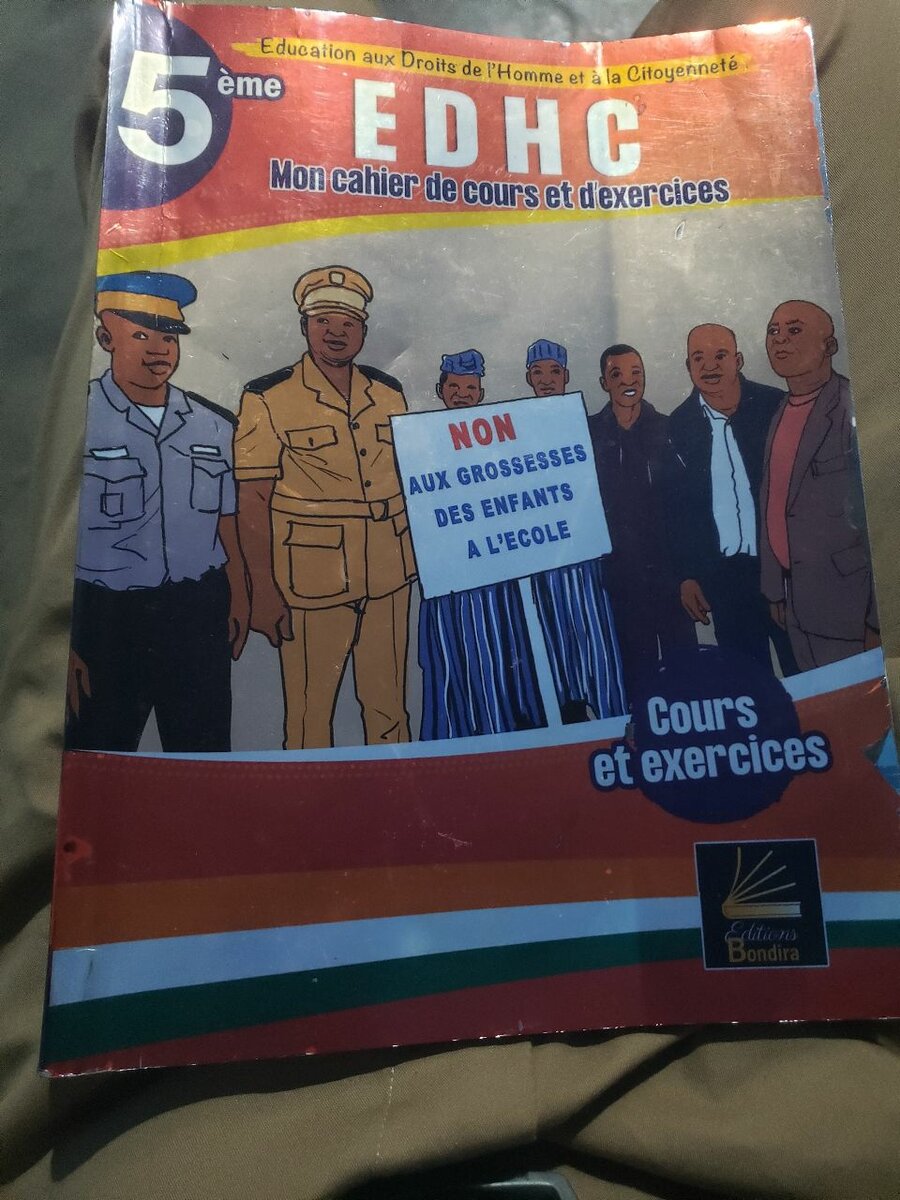 5ème
Education aux Droits de l'Homme et à la Citoyenneté
EDHC
Mon cahier de cours et d'exercices
NON
AUX GROSSESSES
DES ENFANTS
A L'ECOLE
Cours
et exercices
Editions
Bondira